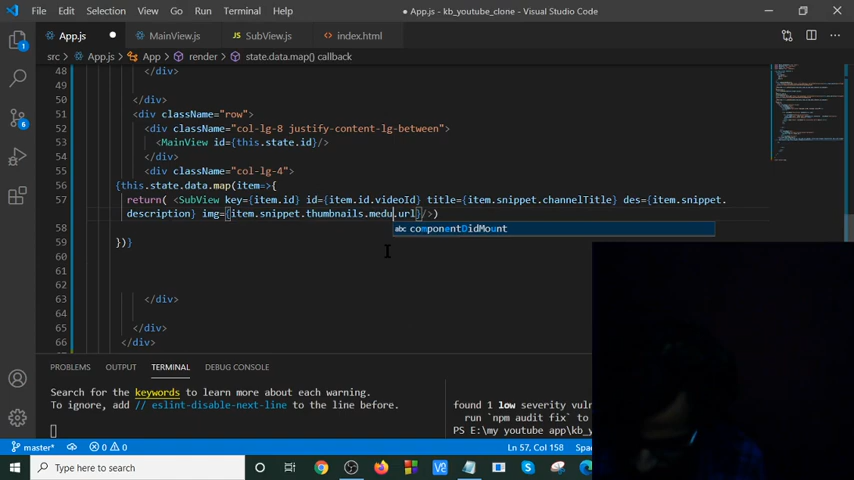 File Edit Selection View Go Run Terminal Help
● App.js - kb_youtube_clone - Visual Studio Code
App.js ● MainView.js SubView.js index.html
src > App.js > App > render > state.data.map() callback
48 </div>
49
50 </div>
51 <div className="row">
52 <div className="col-lg-8 justify-content-lg-between">
53 <MainView id={this.state.id}/>
54 </div>
55 <div className="col-lg-4">
56 {this.state.data.map(item=>{
57 return( <SubView key={item.id} id={item.id.videoId} title={item.snippet.channelTitle} des={item.snippet.
description} img={item.snippet.thumbnails.medu.url}/>)
abc componentDidMount
58
59 })}
60
61
62
63 </div>
64
65 </div>
66 </div>
PROBLEMS OUTPUT TERMINAL DEBUG CONSOLE
Search for the keywords to learn more about each warning.
To ignore, add // eslint-disable-next-line to the line before.
found 1 low severity vuln
run `npm audit fix` to
PS E:\my youtube app\kb_y
master* 0 0 Ln 57, Col 158 Spac
Type here to search
1
6